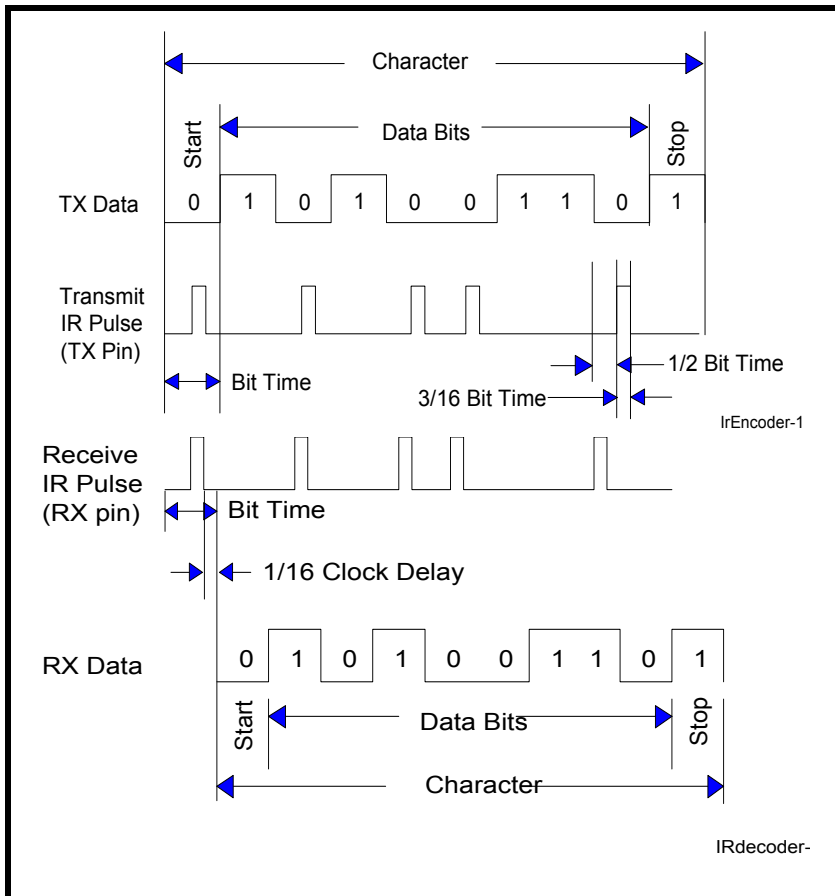 Character
Start
Data Bits
Stop
TX Data
0 1 0 1 0 0 1 1 0 1
Transmit
IR Pulse
(TX Pin)
Bit Time
1/2 Bit Time
3/16 Bit Time
IrEncoder-1
Receive
IR Pulse
(RX pin)
Bit Time
1/16 Clock Delay
RX Data
0 1 0 1 0 0 1 1 0 1
Start
Data Bits
Stop
Character
IRdecoder-